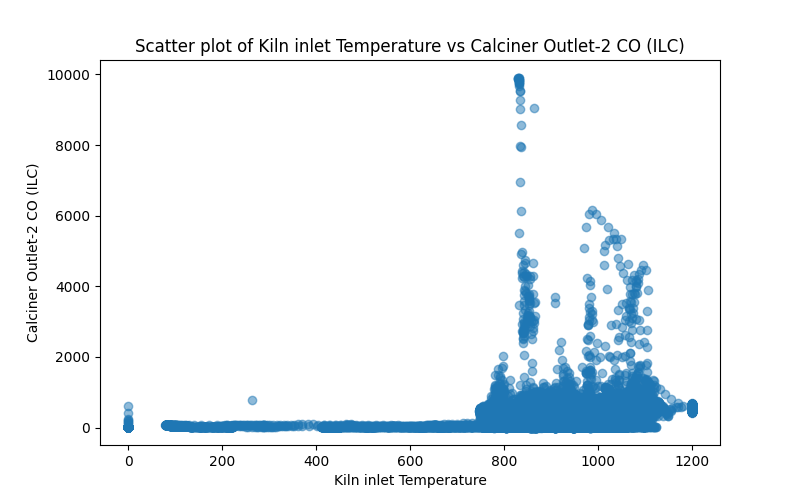 Scatter plot of Kiln inlet Temperature vs Calciner Outlet-2 CO (ILC)
10000
8000
6000
4000
2000
0
Calciner Outlet-2 CO (ILC)
0 200 400 600 800 1000 1200
Kiln inlet Temperature